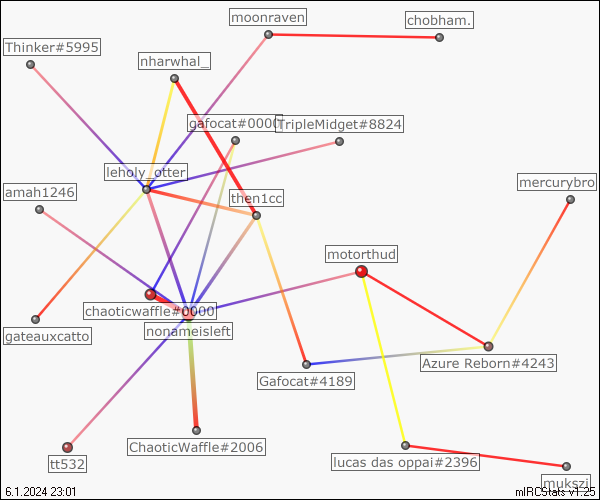 moonraven
chobham.
Thinker#5995
nharwhal_
gafocat#0000
TripleMidget#8824
leholy_otter
mercurybro
amah1246
then1cc
motorthud
chaoticwaffle#0000
nonameisleft
gateauxcatto
Azure Reborn#4243
Gafocat#4189
ChaoticWaffle#2006
tt532
lucas das oppai#2396
mukszi
6.1.2024 23:01
mIRCStats v1.25